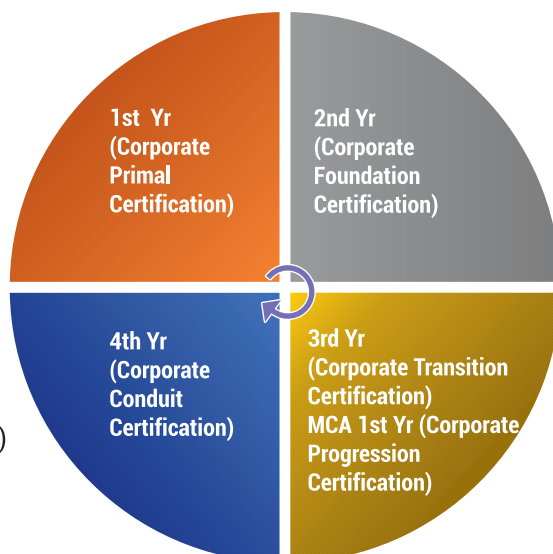 1st Yr
(Corporate
Primal
Certification)
2nd Yr
(Corporate
Foundation
Certification)
4th Yr
(Corporate
Conduit
Certification)
3rd Yr
(Corporate Transition
Certification)
MCA 1st Yr (Corporate
Progression
Certification)
)